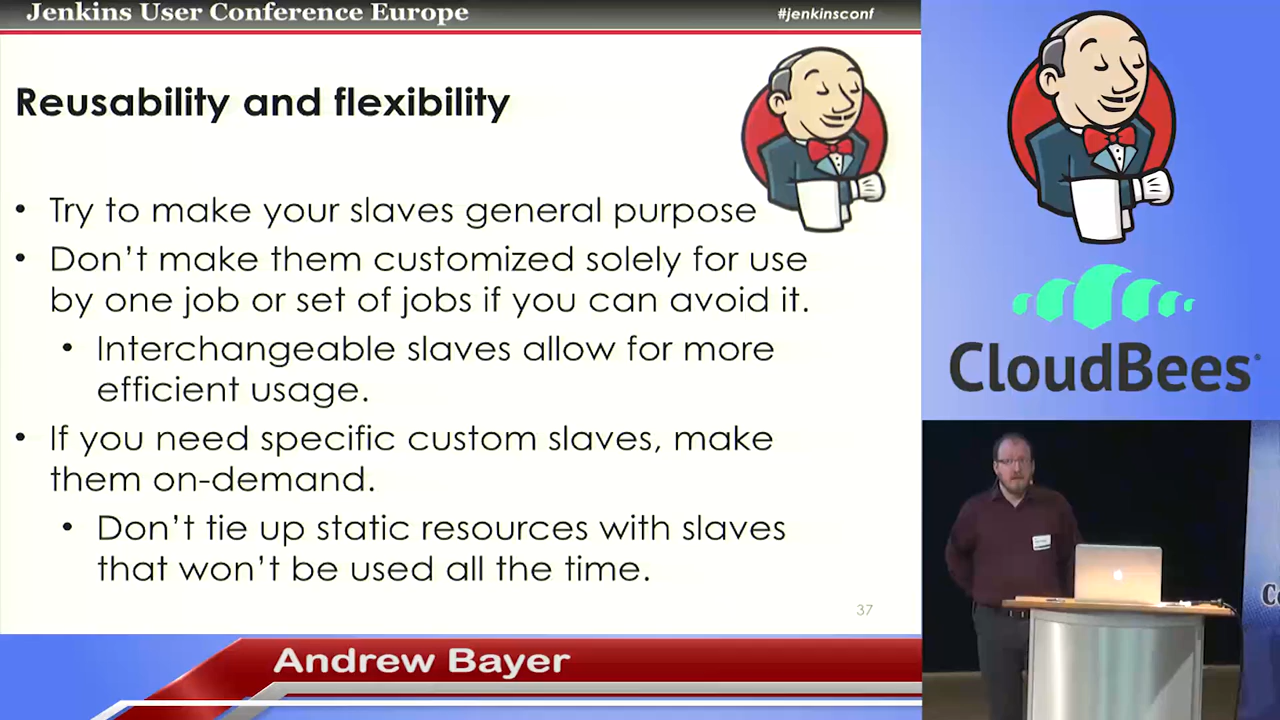 Jenkins User Conference Europe
#jenkinsconf
Reusability and flexibility
• Try to make your slaves general purpose
• Don’t make them customized solely for use
by one job or set of jobs if you can avoid it.
• Interchangeable slaves allow for more
efficient usage.
• If you need specific custom slaves, make
them on-demand.
• Don’t tie up static resources with slaves
that won’t be used all the time.
37
Andrew Bayer
CloudBees